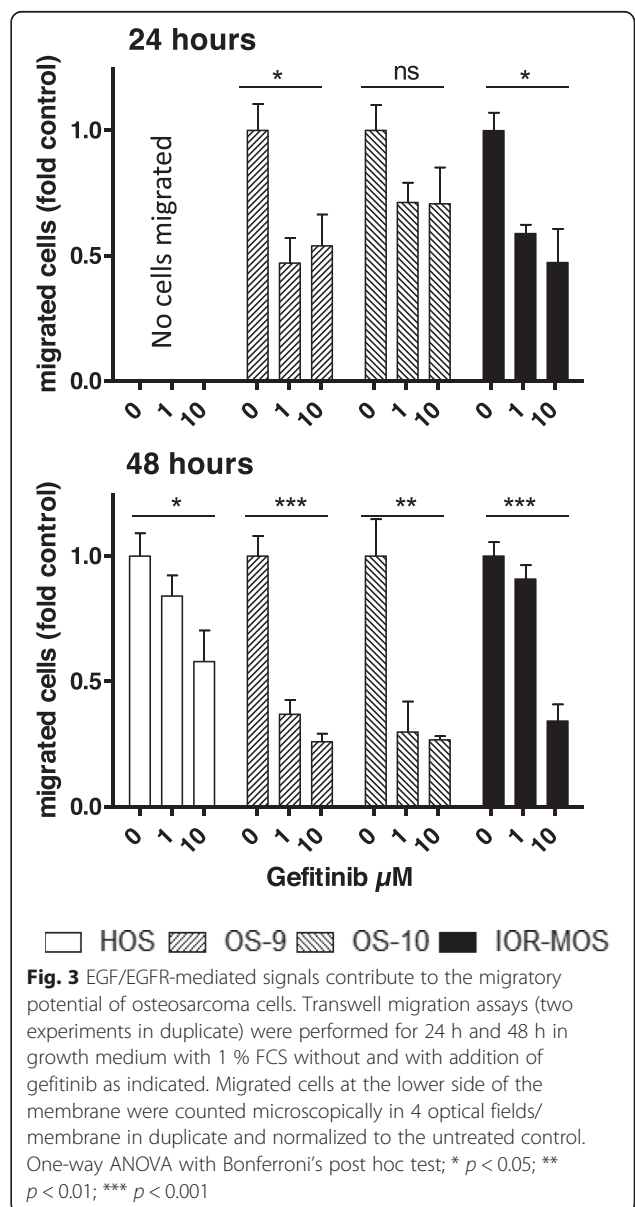 24 hours
* ns *
migrated cells (fold control)
1.0
0.5
0.0
No cells migrated
0 1 10 0 1 10 0 1 10 0 1 10
48 hours
* *** ** ***
migrated cells (fold control)
1.0
0.5
0.0
0 1 10 0 1 10 0 1 10 0 1 10
Gefitinib µM
HOS OS-9 OS-10 IOR-MOS
Fig. 3 EGF/EGFR-mediated signals contribute to the migratory
potential of osteosarcoma cells. Transwell migration assays (two
experiments in duplicate) were performed for 24 h and 48 h in
growth medium with 1 % FCS without and with addition of
gefitinib as indicated. Migrated cells at the lower side of the
membrane were counted microscopically in 4 optical fields/
membrane in duplicate and normalized to the untreated control.
One-way ANOVA with Bonferroni’s post hoc test; * p < 0.05; **
p < 0.01; *** p < 0.001